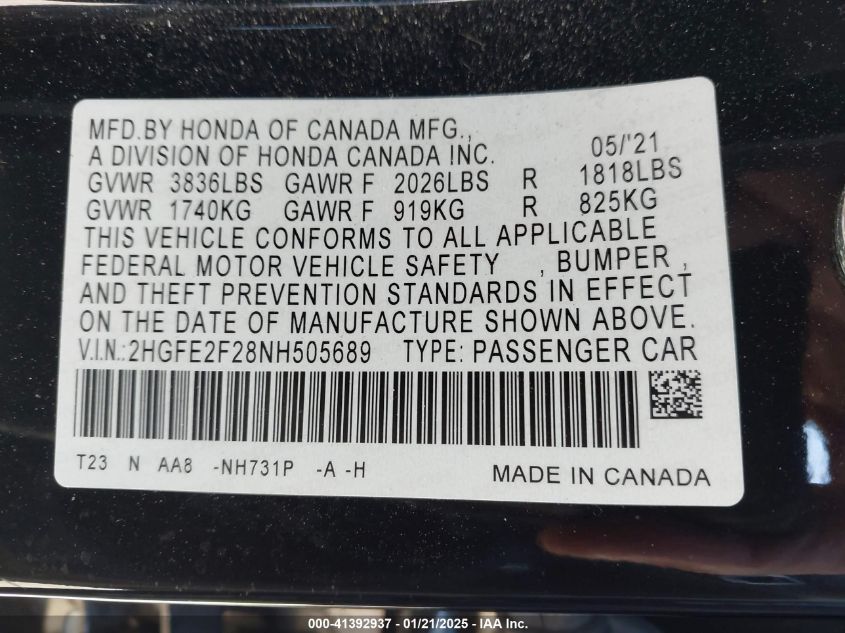 MFD.BY HONDA OF CANADA MFG.,
A DIVISION OF HONDA CANADA INC. 05/'21
GVWR 3836LBS GAWR F 2026LBS R 1818LBS
GVWR 1740KG GAWR F 919KG R 825KG
THIS VEHICLE CONFORMS TO ALL APPLICABLE
FEDERAL MOTOR VEHICLE SAFETY , BUMPER ,
AND THEFT PREVENTION STANDARDS IN EFFECT
ON THE DATE OF MANUFACTURE SHOWN ABOVE.
V.I.N.:2HGFE2F28NH505689 TYPE: PASSENGER CAR
T23 N AA8 -NH731P -A -H MADE IN CANADA
000-41392937 - 01/21/2025 - IAA Inc.